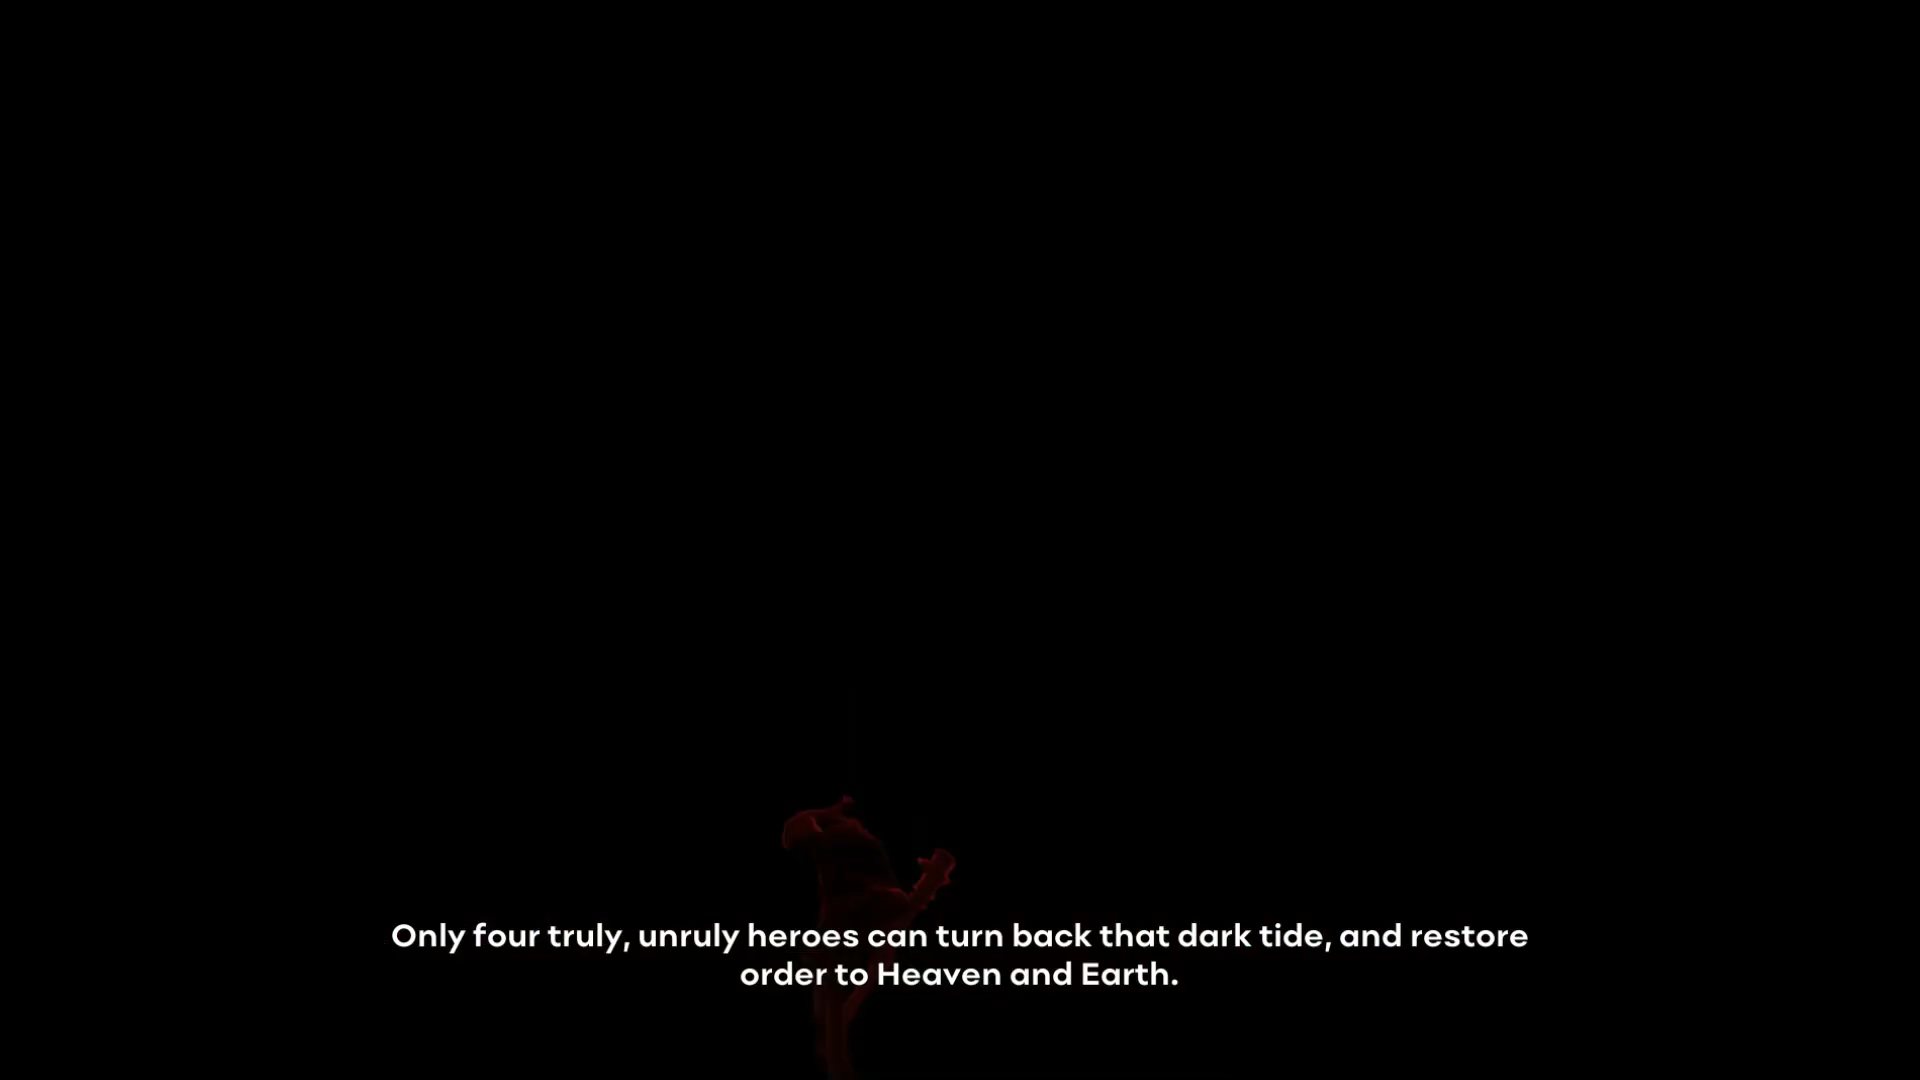 Only four truly, unruly heroes can turn back that dark tide, and restore
order to Heaven and Earth.